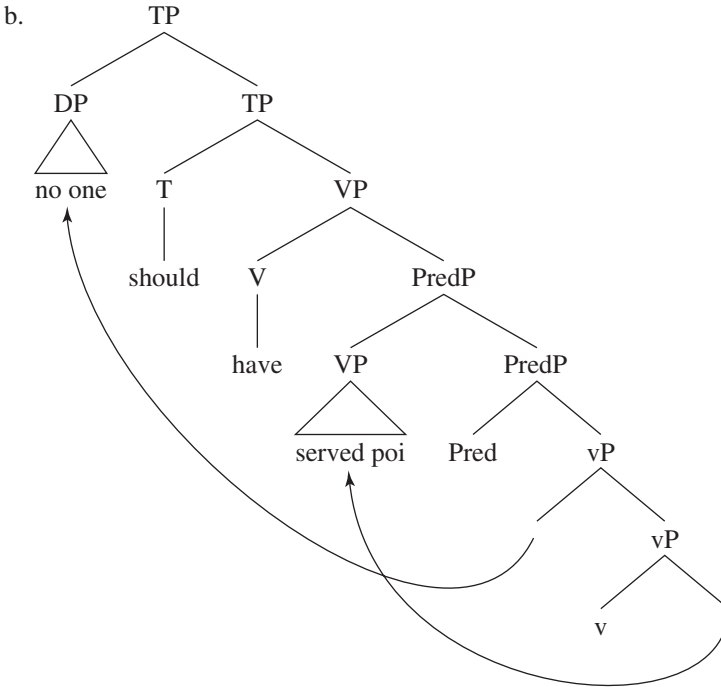 b. TP
DP TP
no one T VP
should V PredP
have VP PredP
served poi Pred vP
vP
v